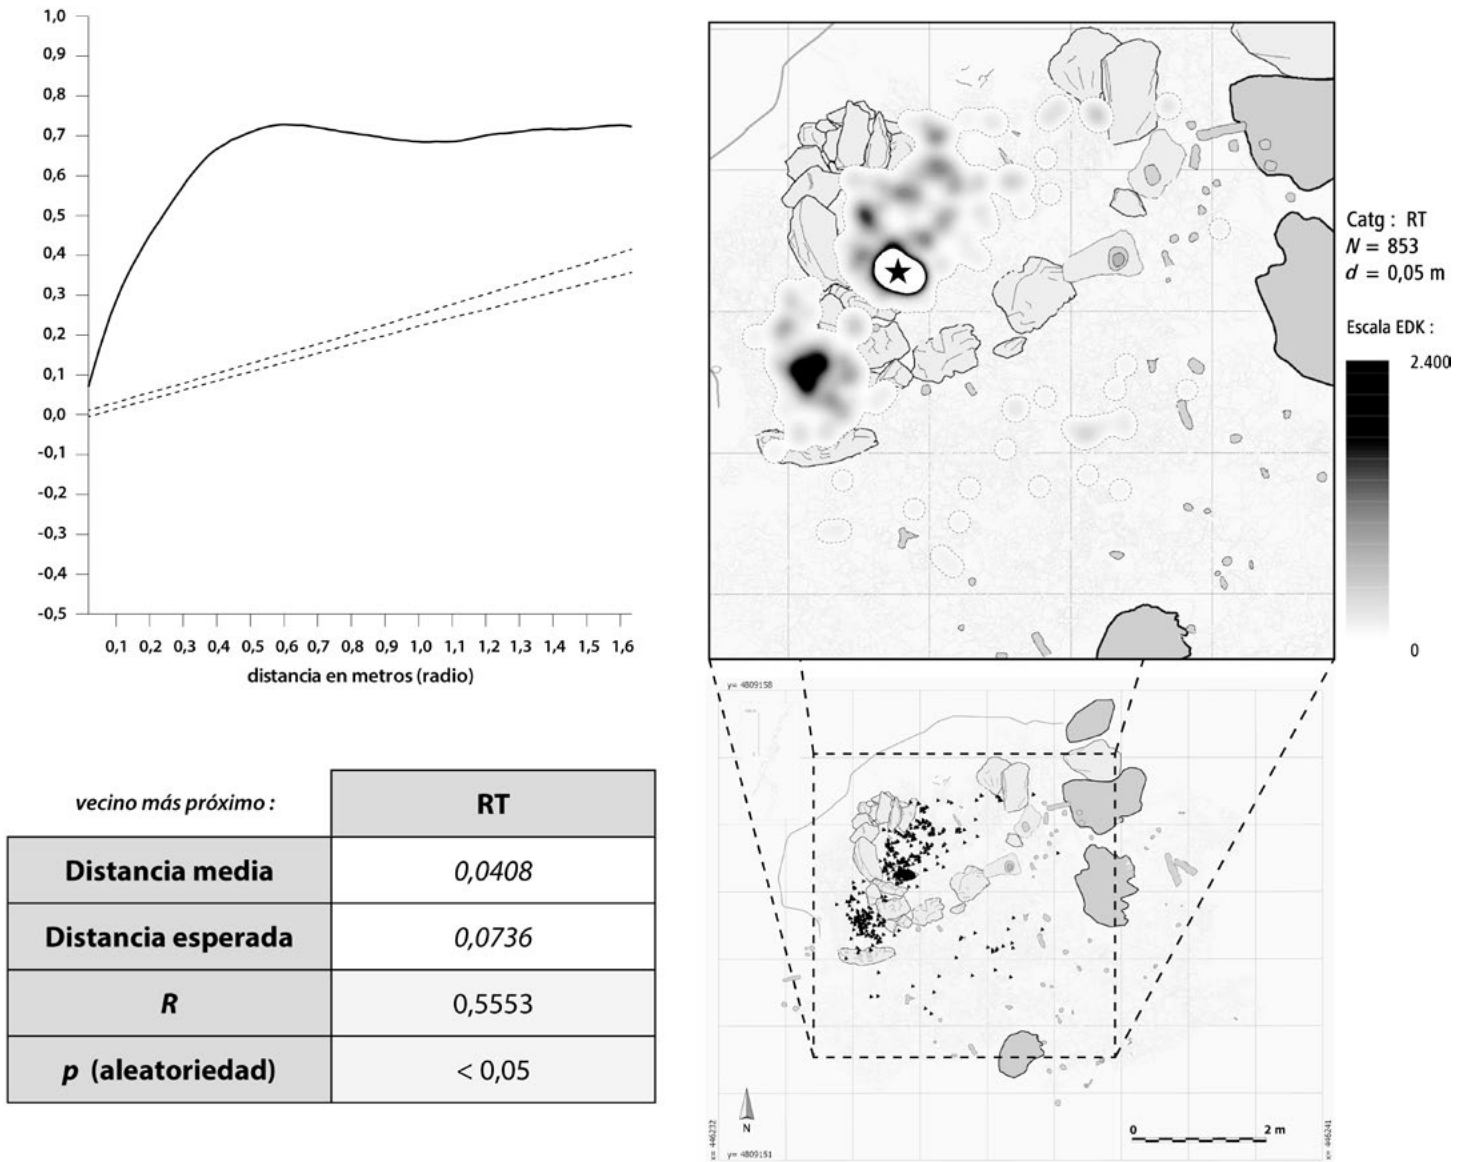 1,0
0,9
0,8
0,7
0,6
0,5
0,4
0,3
0,2
0,1
0,0
-0,1
-0,2
-0,3
-0,4
-0,5
0,1 0,2 0,3 0,4 0,5 0,6 0,7 0,8 0,9 1,0 1,1 1,2 1,3 1,4 1,5 1,6
distancia en metros (radio)
Catg : RT
N = 853
d = 0,05 m
Escala EDK :
2.400
0
vecino más próximo : RT
Distancia media 0,0408
Distancia esperada 0,0736
R 0,5553
p (aleatoriedad) < 0,05
y= 4809158
N
x= 446232
y= 4809151
0 2 m
x= 446241